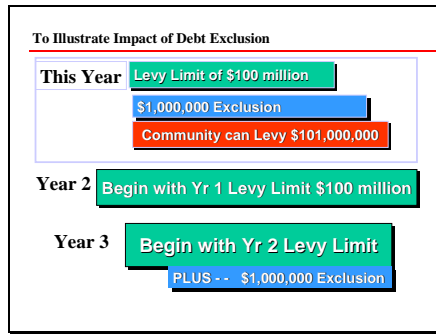 To Illustrate Impact of Debt Exclusion
This Year Levy Limit of $100 million
$1,000,000 Exclusion
Community can Levy $101,000,000
Year 2 Begin with Yr 1 Levy Limit $100 million
Year 3 Begin with Yr 2 Levy Limit
PLUS - - $1,000,000 Exclusion